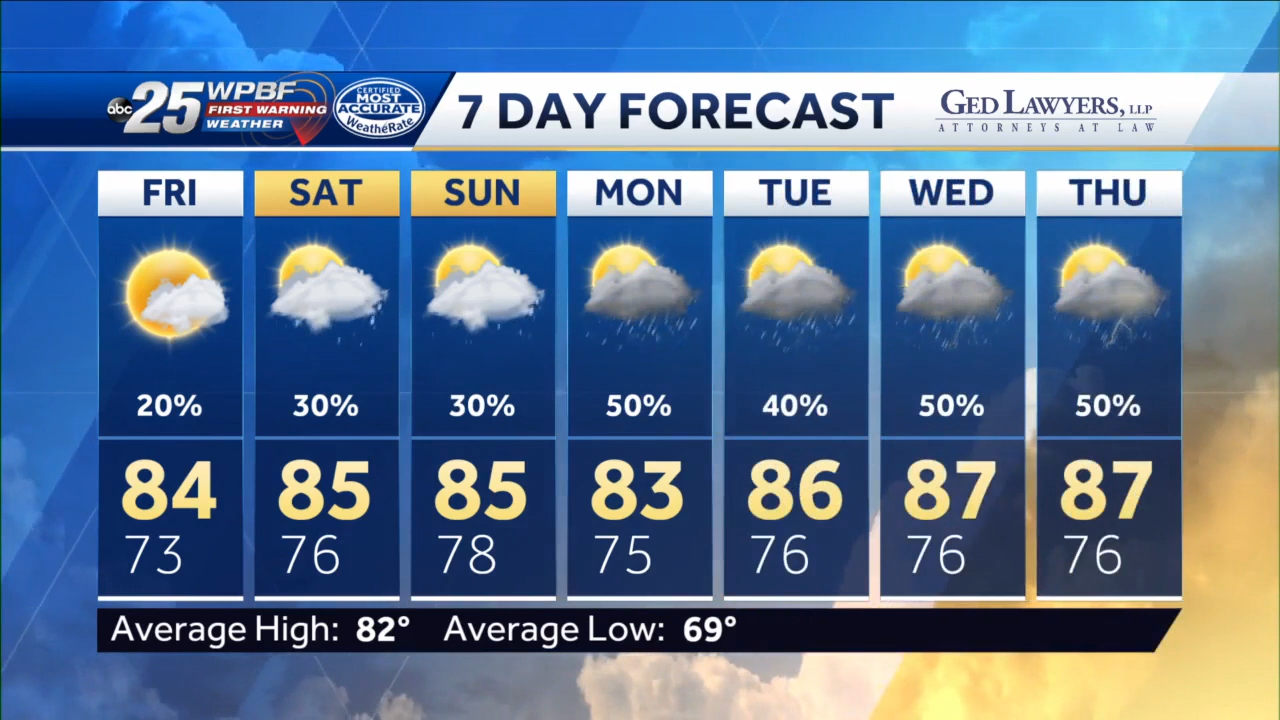 abc 25 WPBF
FIRST WARNING
WEATHER
CERTIFIED
MOST
ACCURATE
WeatheRate
7 DAY FORECAST
GED LAWYERS, LLP
ATTORNEYS AT LAW
FRI SAT SUN MON TUE WED THU
20% 30% 30% 50% 40% 50% 50%
84 85 85 83 86 87 87
73 76 78 75 76 76 76
Average High: 82° Average Low: 69°